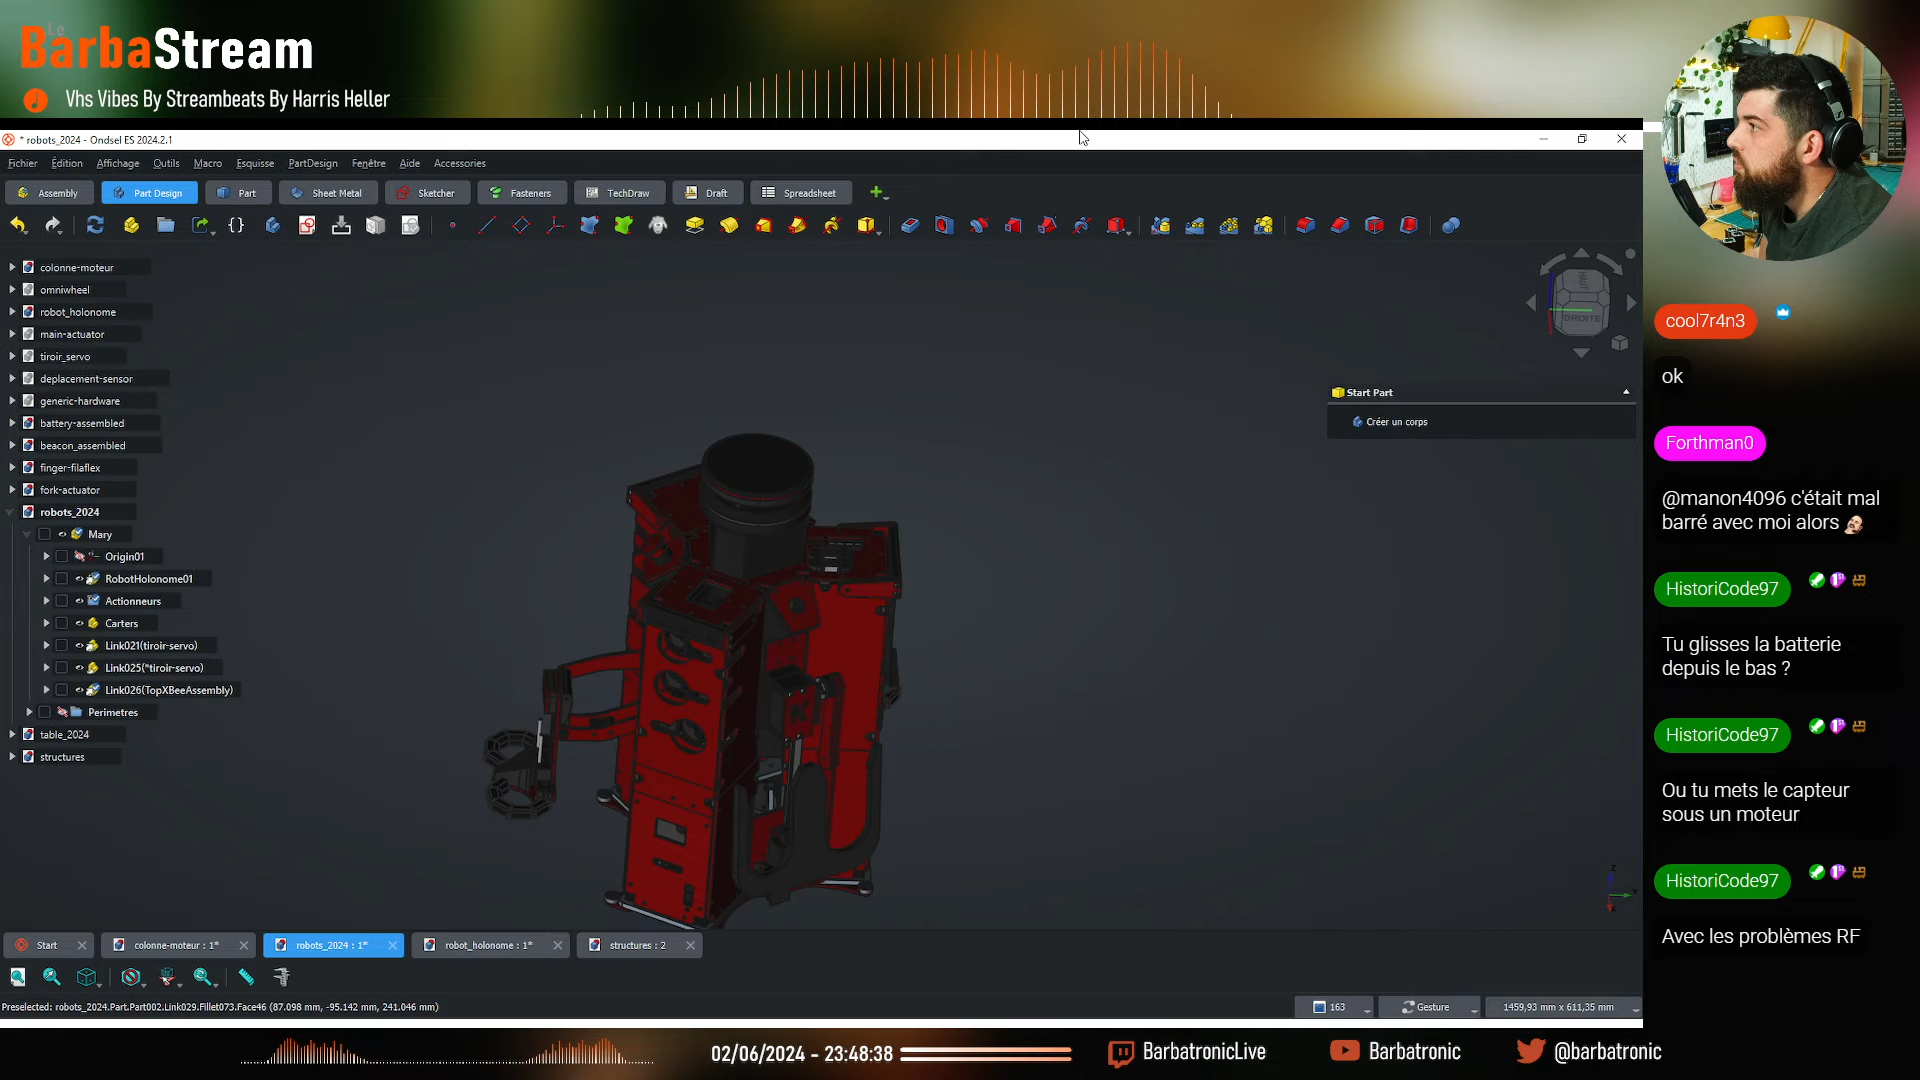 Le
BarbaStream
Vhs Vibes By Streambeats By Harris Heller
* robots_2024 - Ondsel ES 2024.2.1
Fichier Édition Affichage Outils Macro Esquisse PartDesign Fenêtre Aide Accessories
Assembly Part Design Part Sheet Metal Sketcher Fasteners TechDraw Draft Spreadsheet
colonne-moteur
omniwheel
robot_holonome
main-actuator
tiroir_servo
deplacement-sensor
generic-hardware
battery-assembled
beacon_assembled
finger-filaflex
fork-actuator
robots_2024
Mary
Origin01
RobotHolonome01
Actionneurs
Carters
Link021(tiroir-servo)
Link025(*tiroir-servo)
Link026(TopXBeeAssembly)
Perimetres
table_2024
structures
HAUT
DROITE
Start Part
Créer un corps
Z
Y
X
Start colonne-moteur : 1* robots_2024 : 1* robot_holonome : 1* structures : 2
Preselected: robots_2024.Part.Part002.Link029.Fillet073.Face46 (87.098 mm, -95.142 mm, 241.046 mm)
163 Gesture 1459,93 mm x 611,35 mm
cool7r4n3
ok
Forthman0
@manon4096 c'était mal
barré avec moi alors
HistoriCode97
Tu glisses la batterie
depuis le bas ?
HistoriCode97
Ou tu mets le capteur
sous un moteur
HistoriCode97
Avec les problèmes RF
02/06/2024 - 23:48:38
BarbatronicLive
Barbatronic
@barbatronic